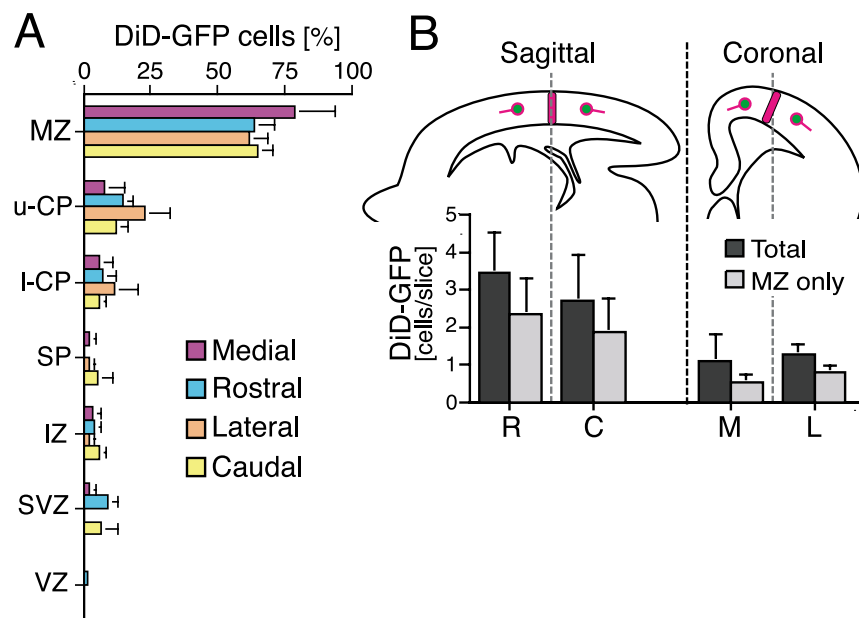 A
DiD-GFP cells [%]
0 25 50 75 100
MZ
u-CP
l-CP
SP
IZ
SVZ
VZ
Medial
Rostral
Lateral
Caudal
B
Sagittal Coronal
DiD-GFP
[cells/slice]
5
4
3
2
1
0
Total
MZ only
R C M L